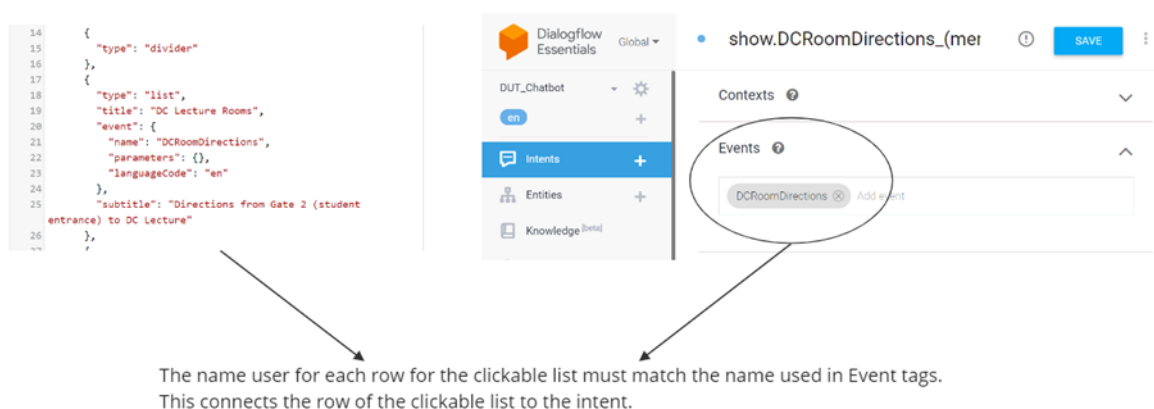 14 {
15 "type": "divider"
16 },
17 {
18 "type": "list",
19 "title": "DC Lecture Rooms",
20 "event": {
21 "name": "DCRoomDirections",
22 "parameters": {},
23 "languageCode": "en"
24 },
25 "subtitle": "Directions from Gate 2 (student
entrance) to DC Lecture"
26 },
Dialogflow
Essentials
Global
DUT_Chatbot
en
Intents
Entities
Knowledge [beta]
show.DCRoomDirections_(mer
SAVE
Contexts
Events
DCRoomDirections Add event
The name user for each row for the clickable list must match the name used in Event tags.
This connects the row of the clickable list to the intent.